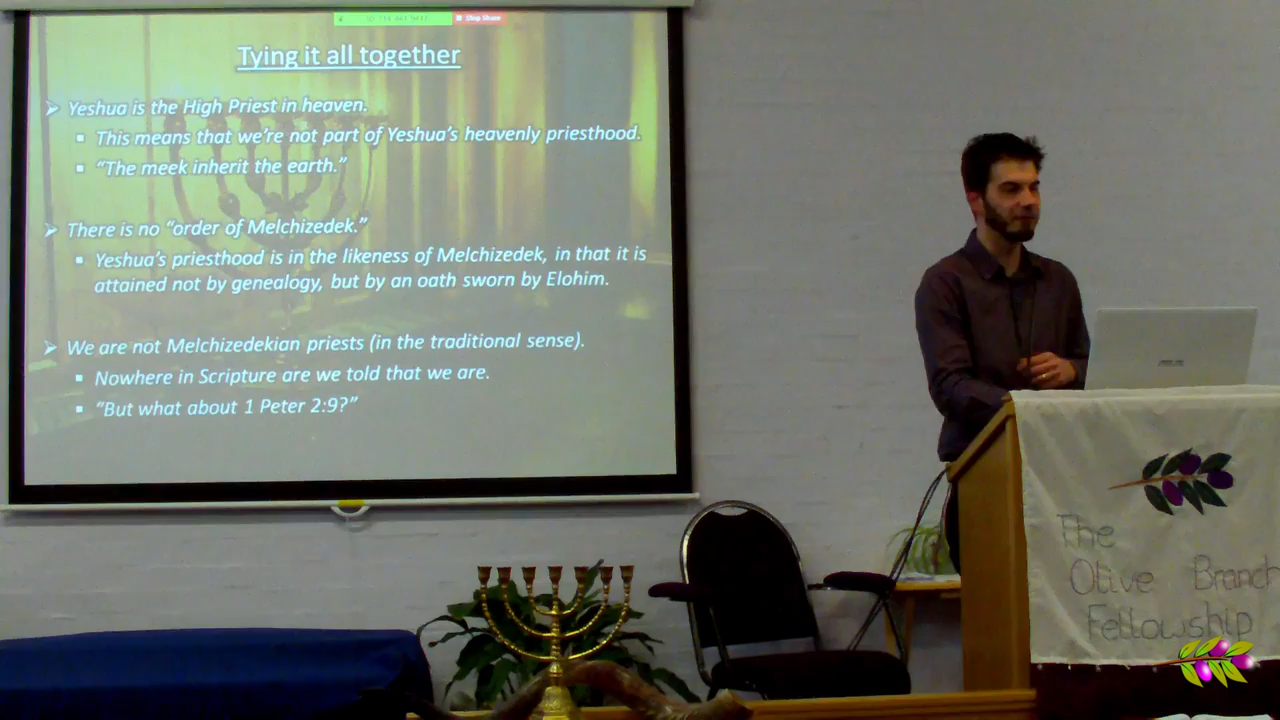 Stop Share
Tying it all together
➢ Yeshua is the High Priest in heaven.
▪ This means that we're not part of Yeshua's heavenly priesthood.
▪ "The meek inherit the earth."
➢ There is no "order of Melchizedek."
▪ Yeshua's priesthood is in the likeness of Melchizedek, in that it is
attained not by genealogy, but by an oath sworn by Elohim.
➢ We are not Melchizedekian priests (in the traditional sense).
▪ Nowhere in Scripture are we told that we are.
▪ "But what about 1 Peter 2:9?"
The
Olive Branch
Fellowship